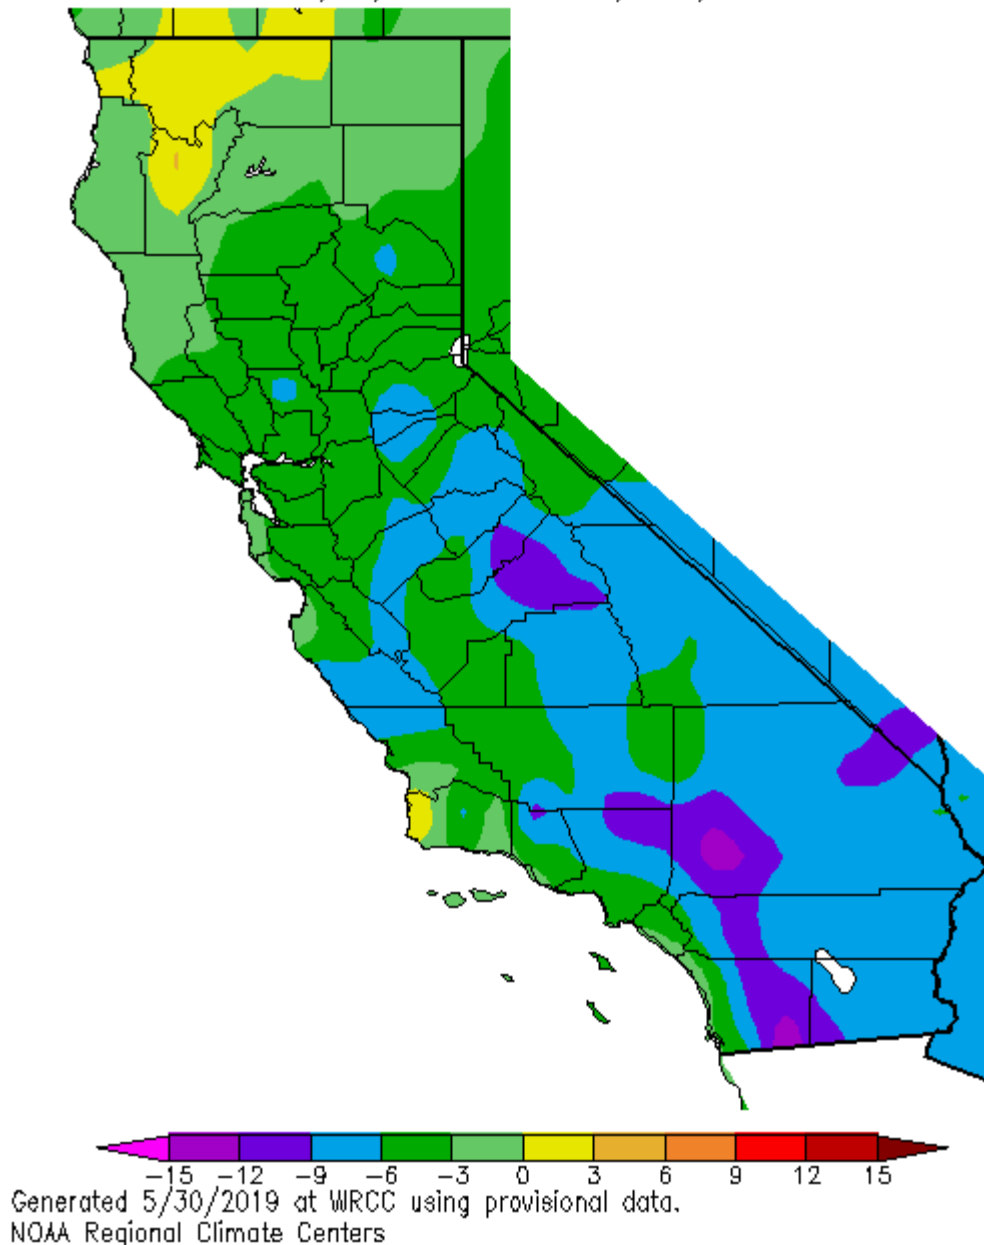 -15 -12 -9 -6 -3 0 3 6 9 12 15
Generated 5/30/2019 at WRCC using provisional data.
NOAA Regional Climate Centers